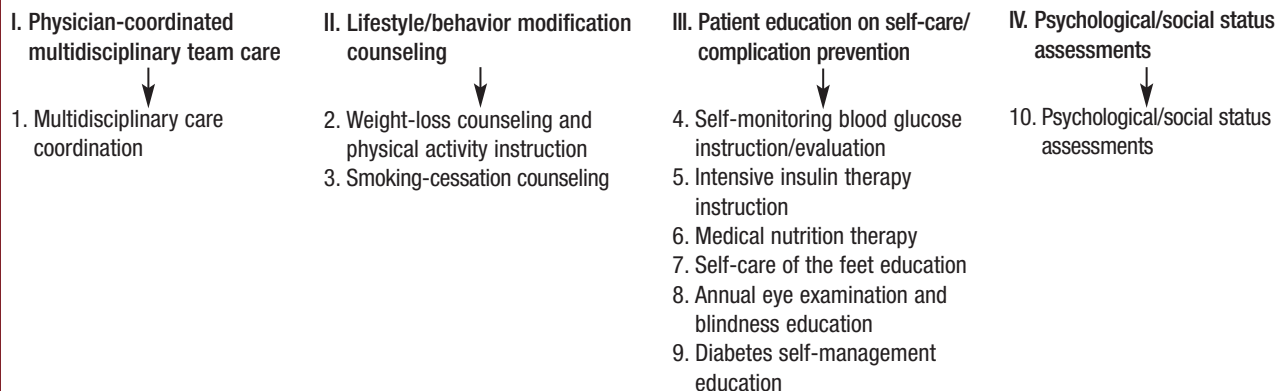 I. Physician-coordinated
multidisciplinary team care
1. Multidisciplinary care
coordination
II. Lifestyle/behavior modification
counseling
2. Weight-loss counseling and
physical activity instruction
3. Smoking-cessation counseling
III. Patient education on self-care/
complication prevention
4. Self-monitoring blood glucose
instruction/evaluation
5. Intensive insulin therapy
instruction
6. Medical nutrition therapy
7. Self-care of the feet education
8. Annual eye examination and
blindness education
9. Diabetes self-management
education
IV. Psychological/social status
assessments
10. Psychological/social status
assessments